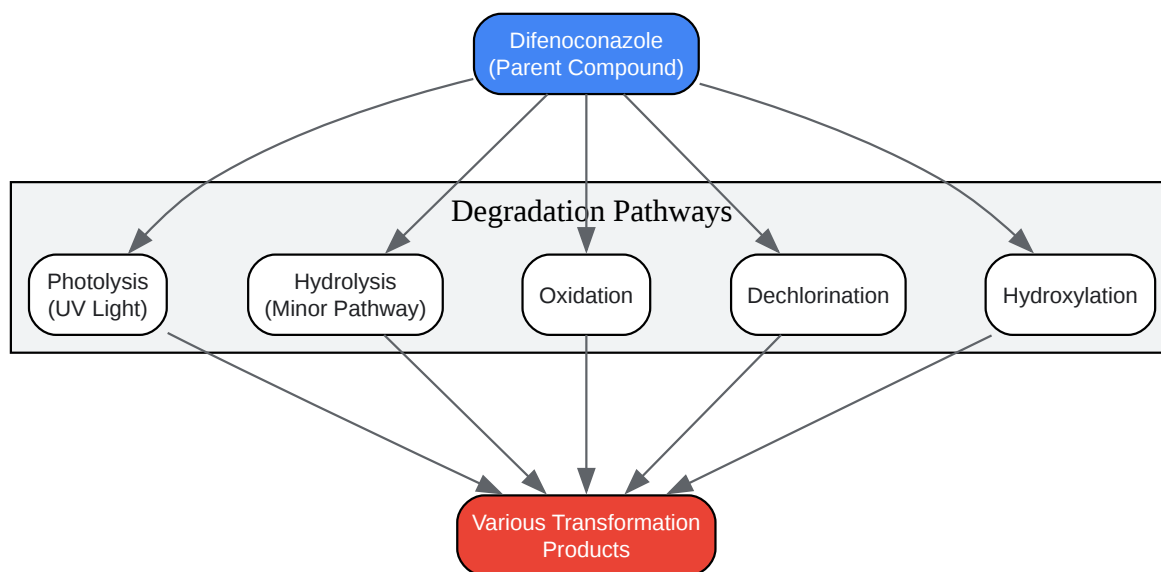 Difenoconazole
(Parent Compound)
Degradation Pathways
Photolysis
(UV Light)
Hydrolysis
(Minor Pathway)
Oxidation
Dechlorination
Hydroxylation
Various Transformation
Products